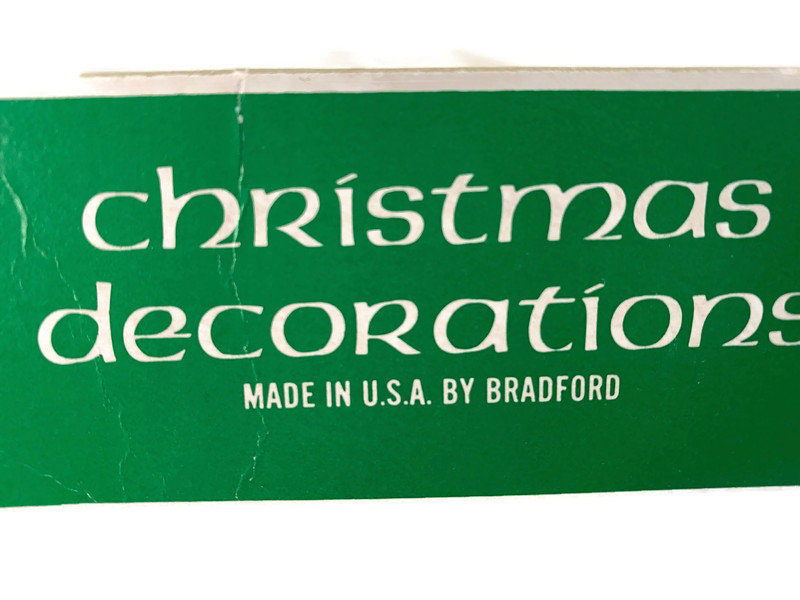 christmas
decorations
MADE IN U.S.A. BY BRADFORD